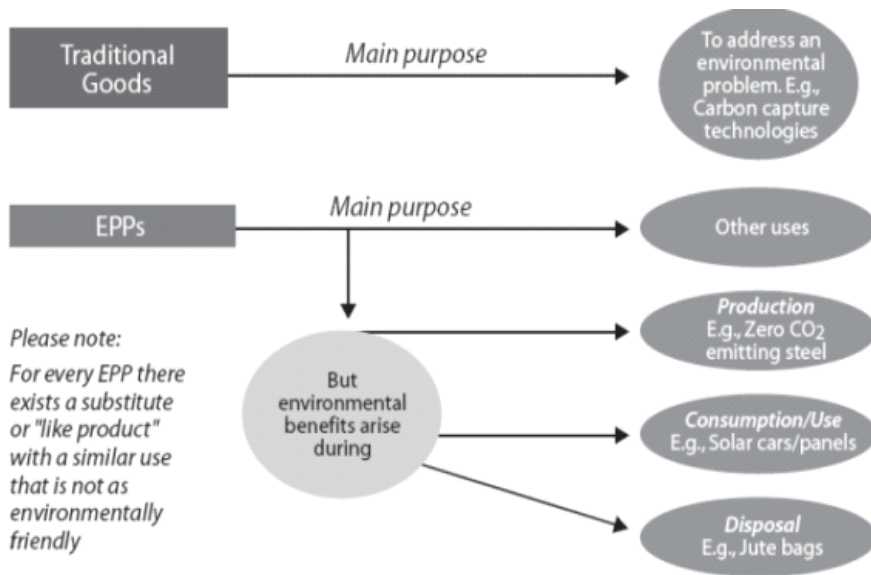 Traditional
Goods
Main purpose
To address an
environmental
problem. E.g.,
Carbon capture
technologies
EPPs
Main purpose
Other uses
Please note:
For every EPP there
exists a substitute
or "like product"
with a similar use
that is not as
environmentally
friendly
But
environmental
benefits arise
during
Production
E.g., Zero CO₂
emitting steel
Consumption/Use
E.g., Solar cars/panels
Disposal
E.g., Jute bags